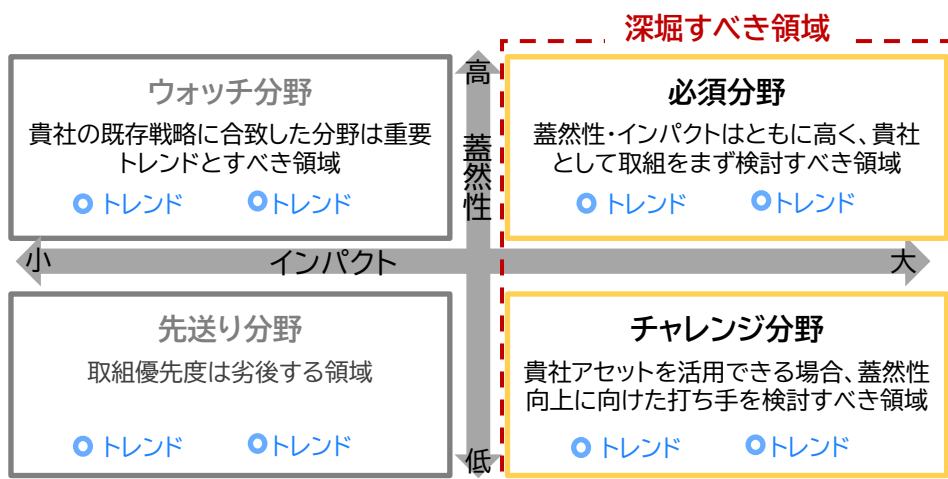 深堀すべき領域
高
ウォッチ分野
貴社の既存戦略に合致した分野は重要
トレンドとすべき領域
トレンド
トレンド
蓋然性
必須分野
蓋然性・インパクトはともに高く、貴社
として取組をまず検討すべき領域
トレンド
トレンド
小
インパクト
大
先送り分野
取組優先度は劣後する領域
トレンド
トレンド
チャレンジ分野
貴社アセットを活用できる場合、蓋然性
向上に向けた打ち手を検討すべき領域
トレンド
トレンド
低